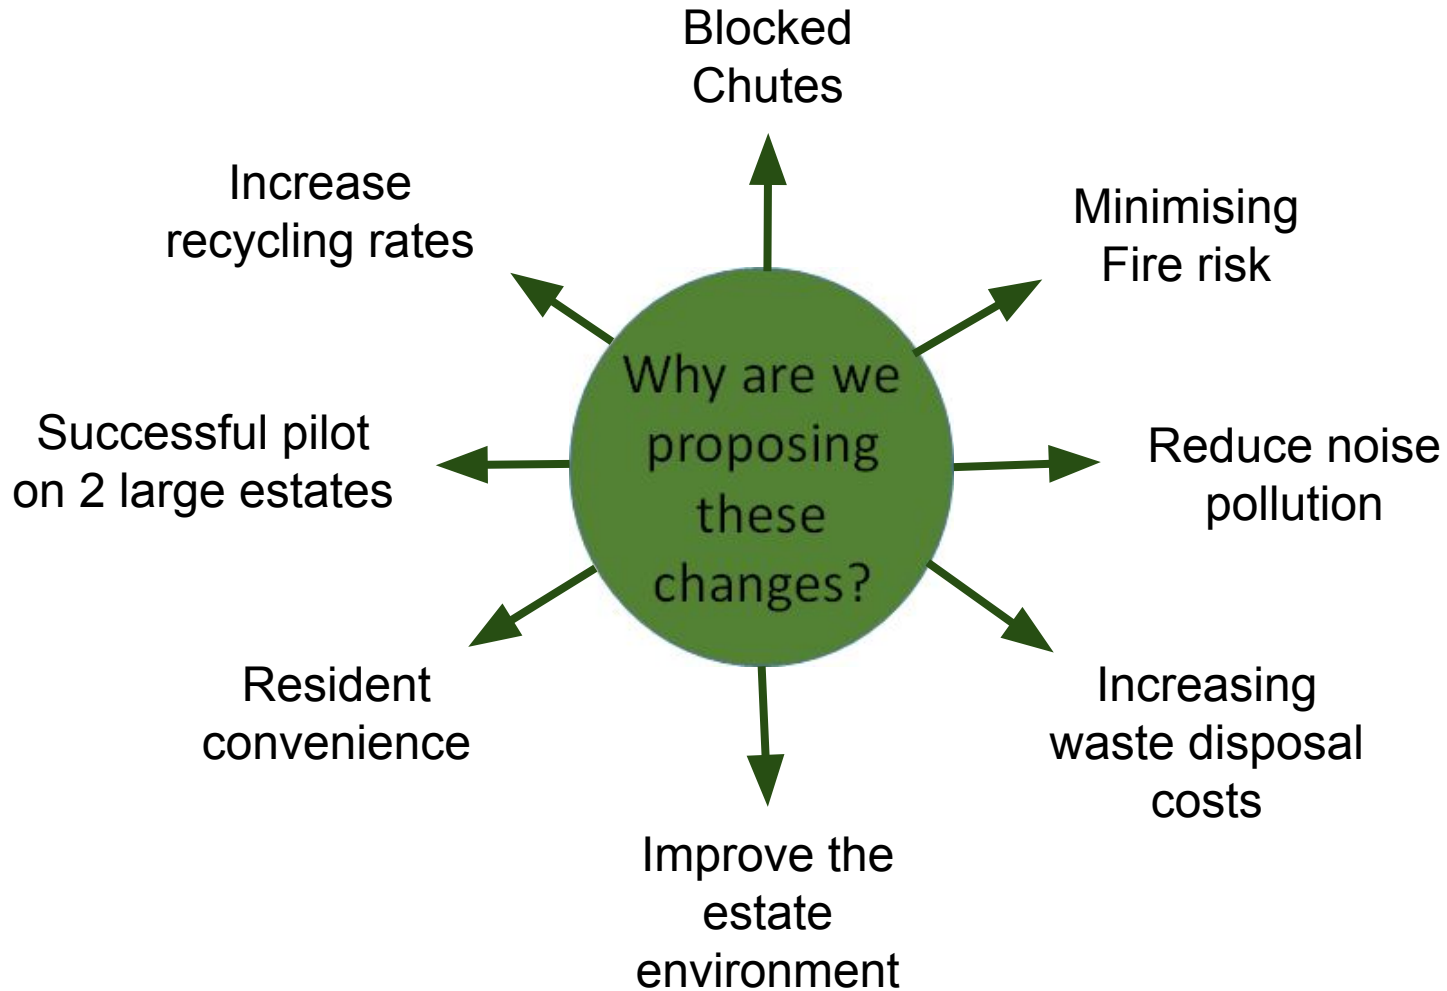 Blocked
Chutes
Increase
recycling rates
Minimising
Fire risk
Why are we
proposing
these
changes?
Successful pilot
on 2 large estates
Reduce noise
pollution
Resident
convenience
Increasing
waste disposal
costs
Improve the
estate
environment